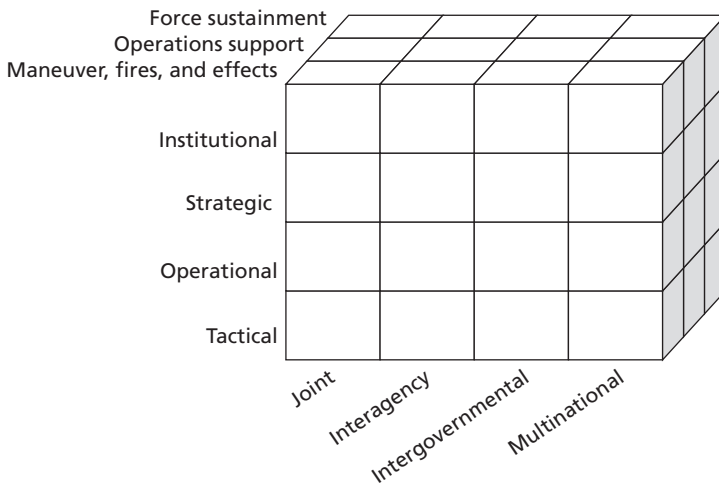 Force sustainment
Operations support
Maneuver, fires, and effects
Institutional
Strategic
Operational
Tactical
Joint
Interagency
Intergovernmental
Multinational